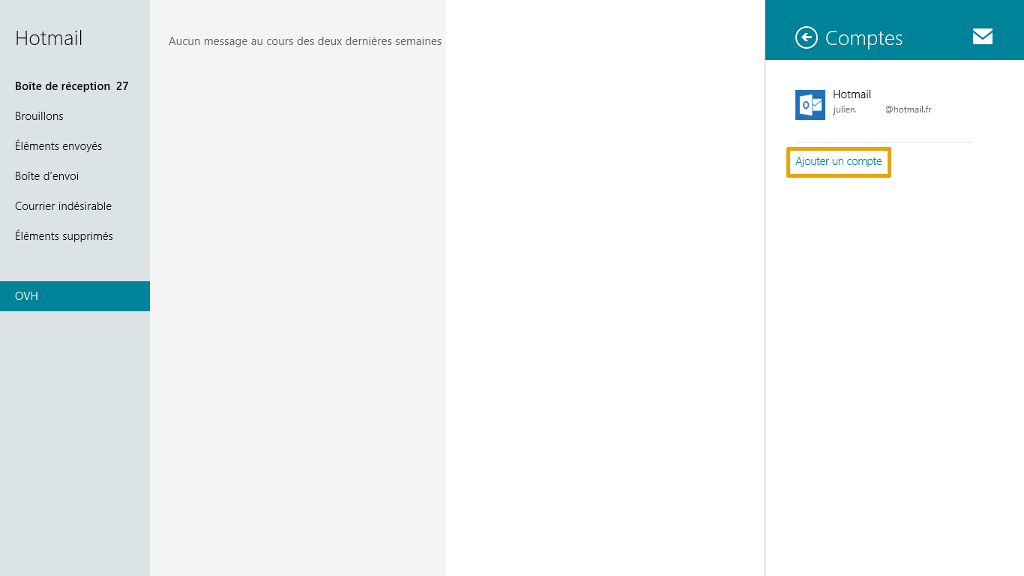 Hotmail
Boîte de réception 27
Brouillons
Éléments envoyés
Boîte d'envoi
Courrier indésirable
Éléments supprimés
OVH
Aucun message au cours des deux dernières semaines
Comptes
Hotmail
julien. @hotmail.fr
Ajouter un compte